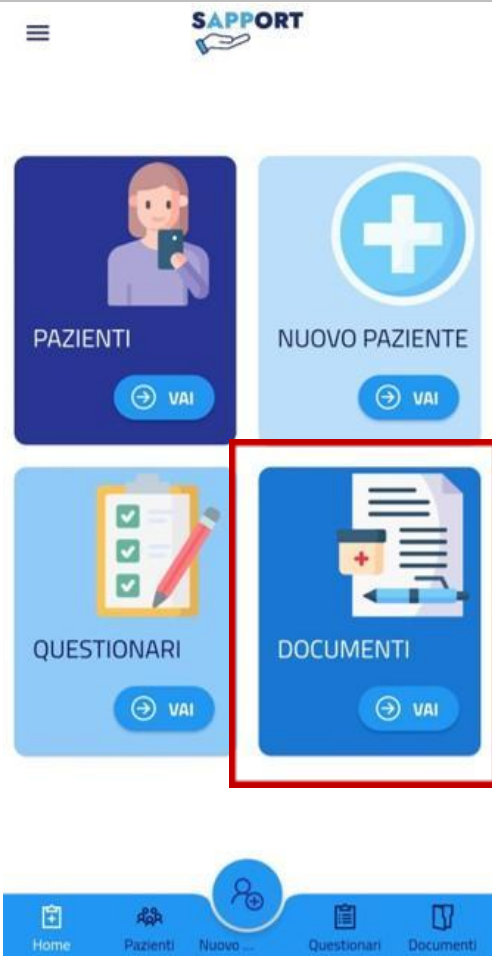 SAPPORT
PAZIENTI
VAI
NUOVO PAZIENTE
VAI
QUESTIONARI
VAI
DOCUMENTI
VAI
Home
Pazienti
Nuovo ...
Questionari
Documenti